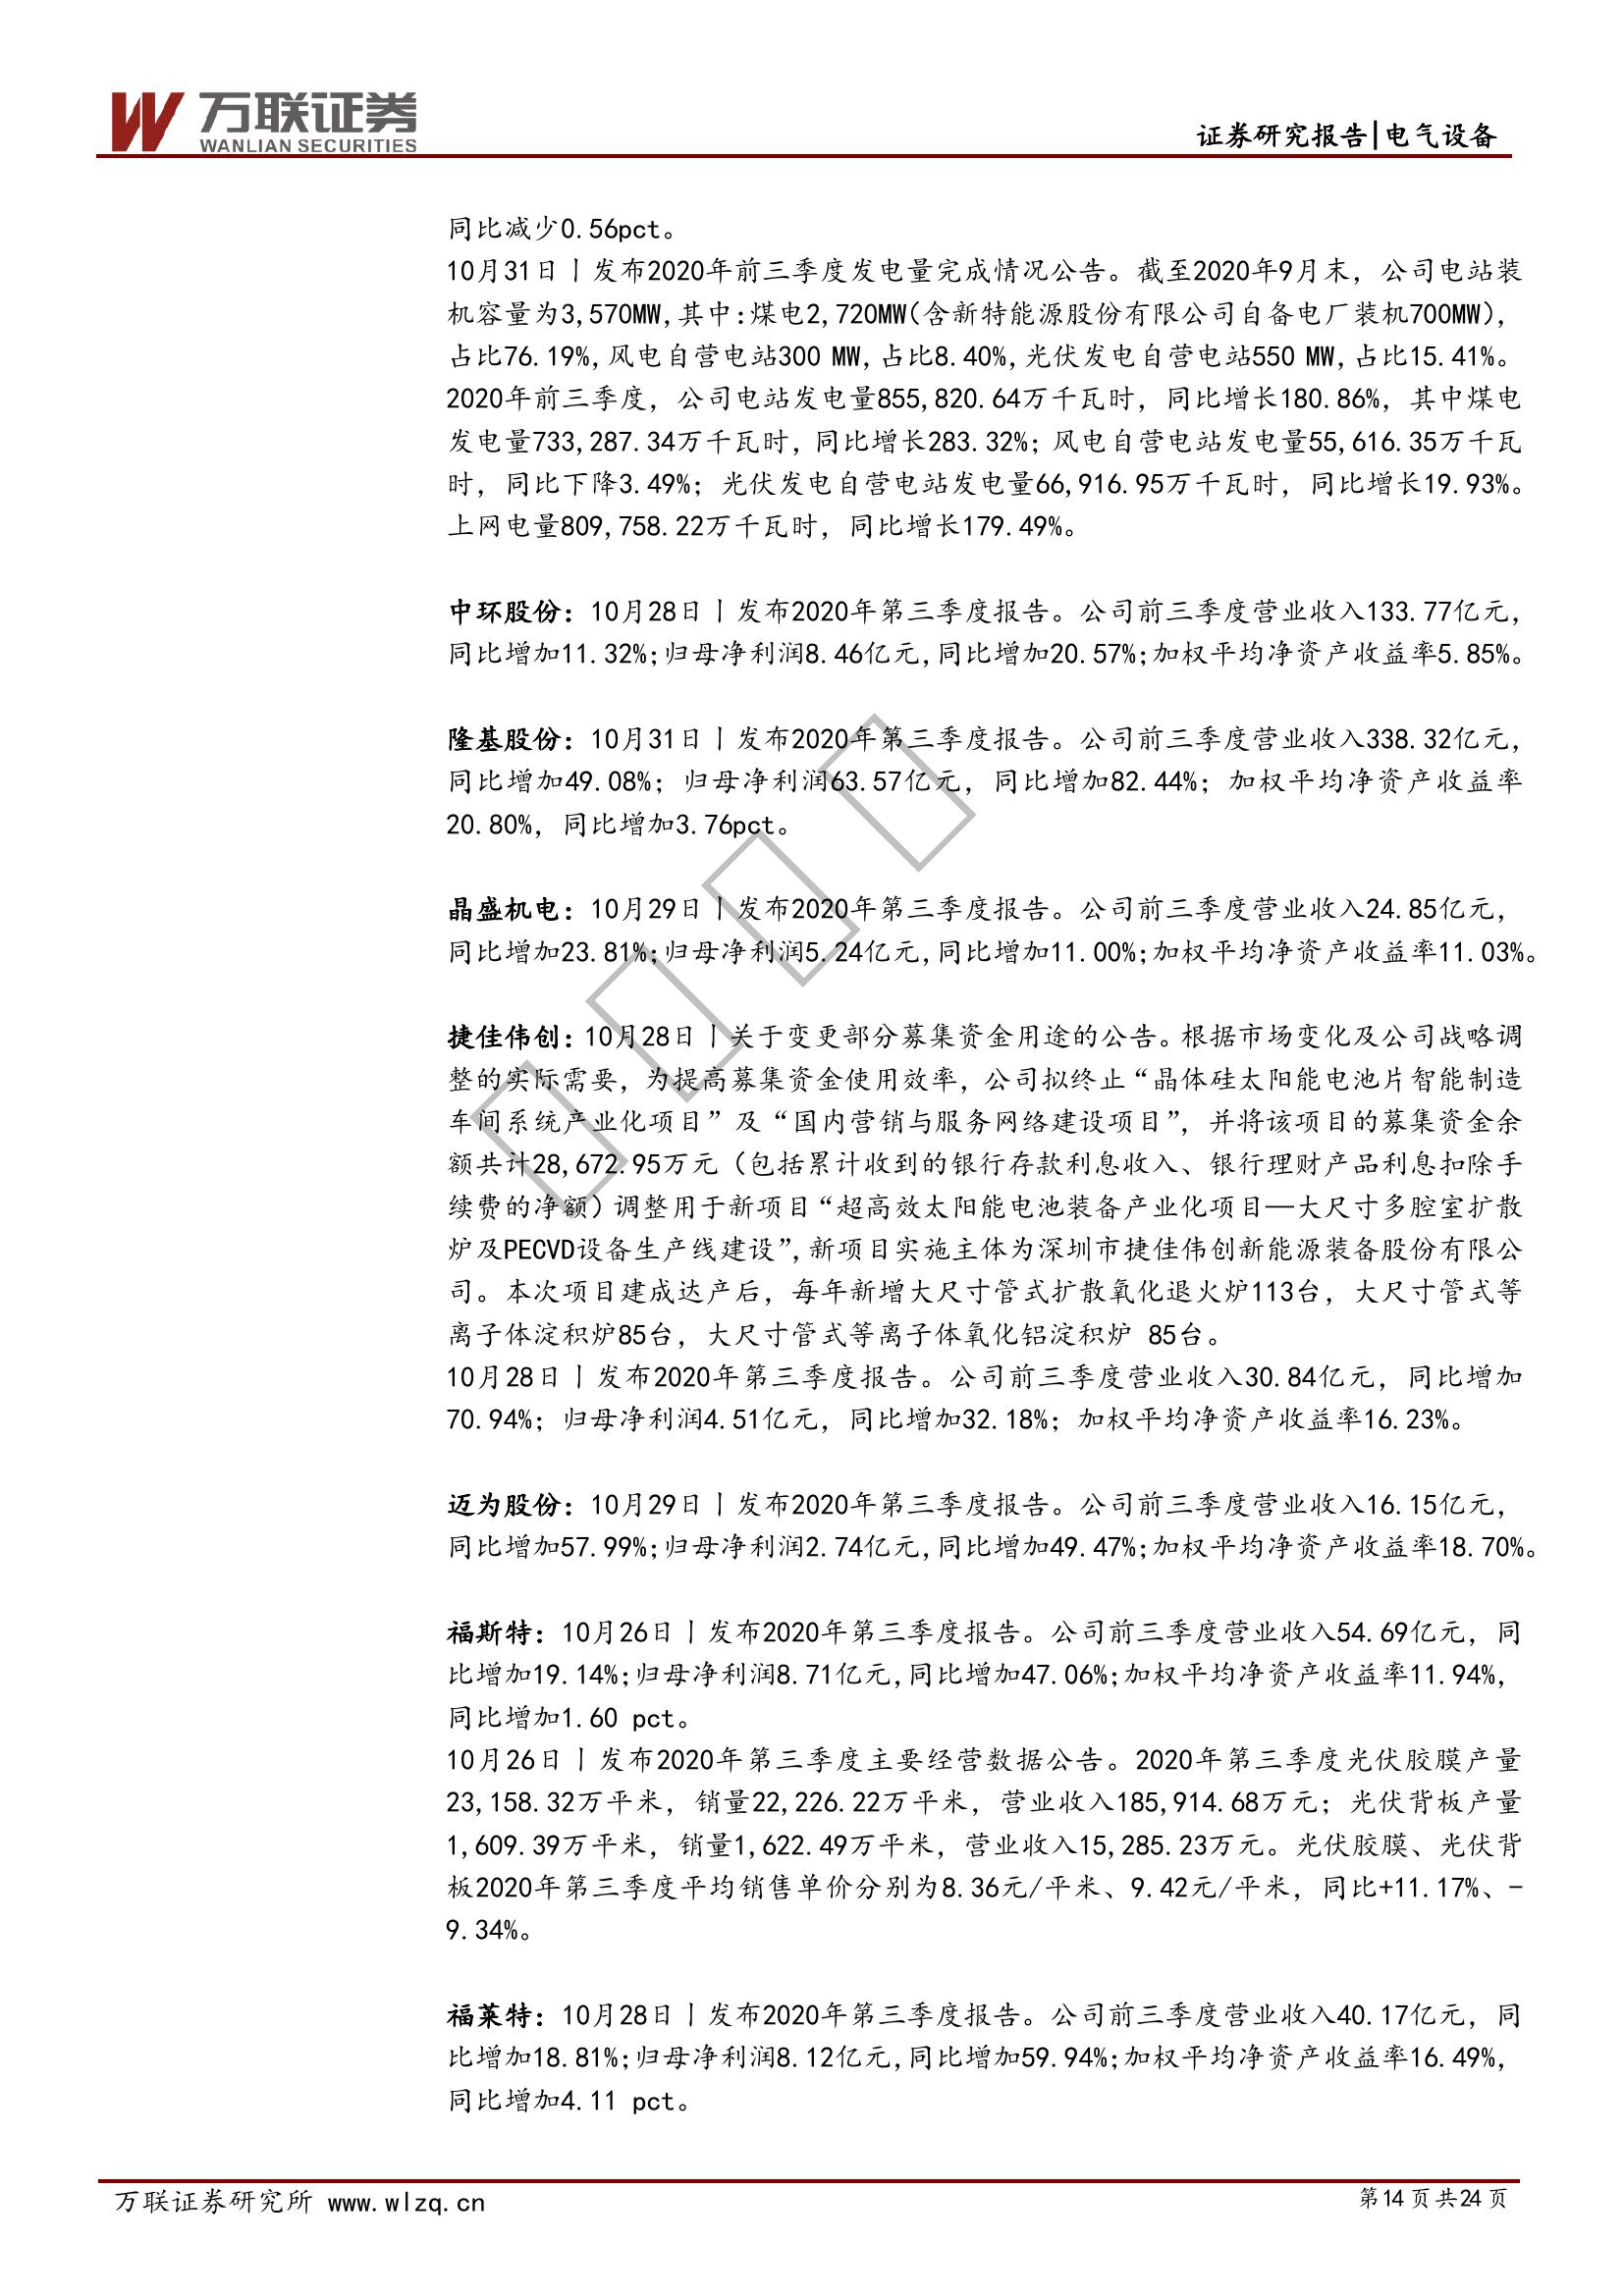 万联证券
WANLIAN SECURITIES
证券研究报告|电气设备
同比减少0.56pct。
10月31日丨发布2020年前三季度发电量完成情况公告。截至2020年9月末，公司电站装
机容量为3,570MW,其中:煤电2,720MW(含新特能源股份有限公司自备电厂装机700MW)，
占比76.19%,风电自营电站300 MW,占比8.40%,光伏发电自营电站550 MW,占比15.41%。
2020年前三季度，公司电站发电量855,820.64万千瓦时，同比增长180.86%，其中煤电
发电量733,287.34万千瓦时，同比增长283.32%；风电自营电站发电量55,616.35万千瓦
时，同比下降3.49%；光伏发电自营电站发电量66,916.95万千瓦时，同比增长19.93%。
上网电量809,758.22万千瓦时，同比增长179.49%。
中环股份：10月28日丨发布2020年第三季度报告。公司前三季度营业收入133.77亿元，
同比增加11.32%;归母净利润8.46亿元,同比增加20.57%;加权平均净资产收益率5.85%。
隆基股份：10月31日丨发布2020年第三季度报告。公司前三季度营业收入338.32亿元，
同比增加49.08%；归母净利润63.57亿元，同比增加82.44%；加权平均净资产收益率
20.80%，同比增加3.76pct。
晶盛机电：10月29日丨发布2020年第三季度报告。公司前三季度营业收入24.85亿元，
同比增加23.81%;归母净利润5.24亿元,同比增加11.00%;加权平均净资产收益率11.03%。
捷佳伟创：10月28日丨关于变更部分募集资金用途的公告。根据市场变化及公司战略调
整的实际需要，为提高募集资金使用效率，公司拟终止“晶体硅太阳能电池片智能制造
车间系统产业化项目”及“国内营销与服务网络建设项目”，并将该项目的募集资金余
额共计28,672.95万元（包括累计收到的银行存款利息收入、银行理财产品利息扣除手
续费的净额）调整用于新项目“超高效太阳能电池装备产业化项目—大尺寸多腔室扩散
炉及PECVD设备生产线建设”，新项目实施主体为深圳市捷佳伟创新能源装备股份有限公
司。本次项目建成达产后，每年新增大尺寸管式扩散氧化退火炉113台，大尺寸管式等
离子体淀积炉85台，大尺寸管式等离子体氧化铝淀积炉 85台。
10月28日丨发布2020年第三季度报告。公司前三季度营业收入30.84亿元，同比增加
70.94%；归母净利润4.51亿元，同比增加32.18%；加权平均净资产收益率16.23%。
迈为股份：10月29日丨发布2020年第三季度报告。公司前三季度营业收入16.15亿元，
同比增加57.99%;归母净利润2.74亿元,同比增加49.47%;加权平均净资产收益率18.70%。
福斯特：10月26日丨发布2020年第三季度报告。公司前三季度营业收入54.69亿元，同
比增加19.14%;归母净利润8.71亿元,同比增加47.06%;加权平均净资产收益率11.94%，
同比增加1.60 pct。
10月26日丨发布2020年第三季度主要经营数据公告。2020年第三季度光伏胶膜产量
23,158.32万平米，销量22,226.22万平米，营业收入185,914.68万元；光伏背板产量
1,609.39万平米，销量1,622.49万平米，营业收入15,285.23万元。光伏胶膜、光伏背
板2020年第三季度平均销售单价分别为8.36元/平米、9.42元/平米，同比+11.17%、-
9.34%。
福莱特：10月28日丨发布2020年第三季度报告。公司前三季度营业收入40.17亿元，同
比增加18.81%;归母净利润8.12亿元,同比增加59.94%;加权平均净资产收益率16.49%，
同比增加4.11 pct。
万联证券研究所 www.wlzq.cn
第14页共24页